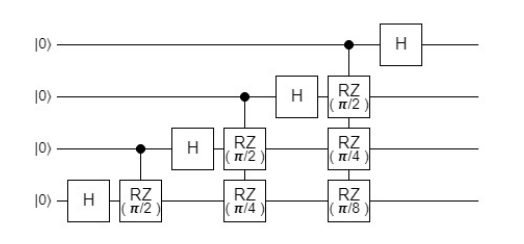 |0⟩ H
|0⟩ H RZ
( π/2 )
|0⟩ H RZ RZ
( π/2 ) ( π/4 )
|0⟩ H RZ RZ RZ
( π/2 ) ( π/4 ) ( π/8 )